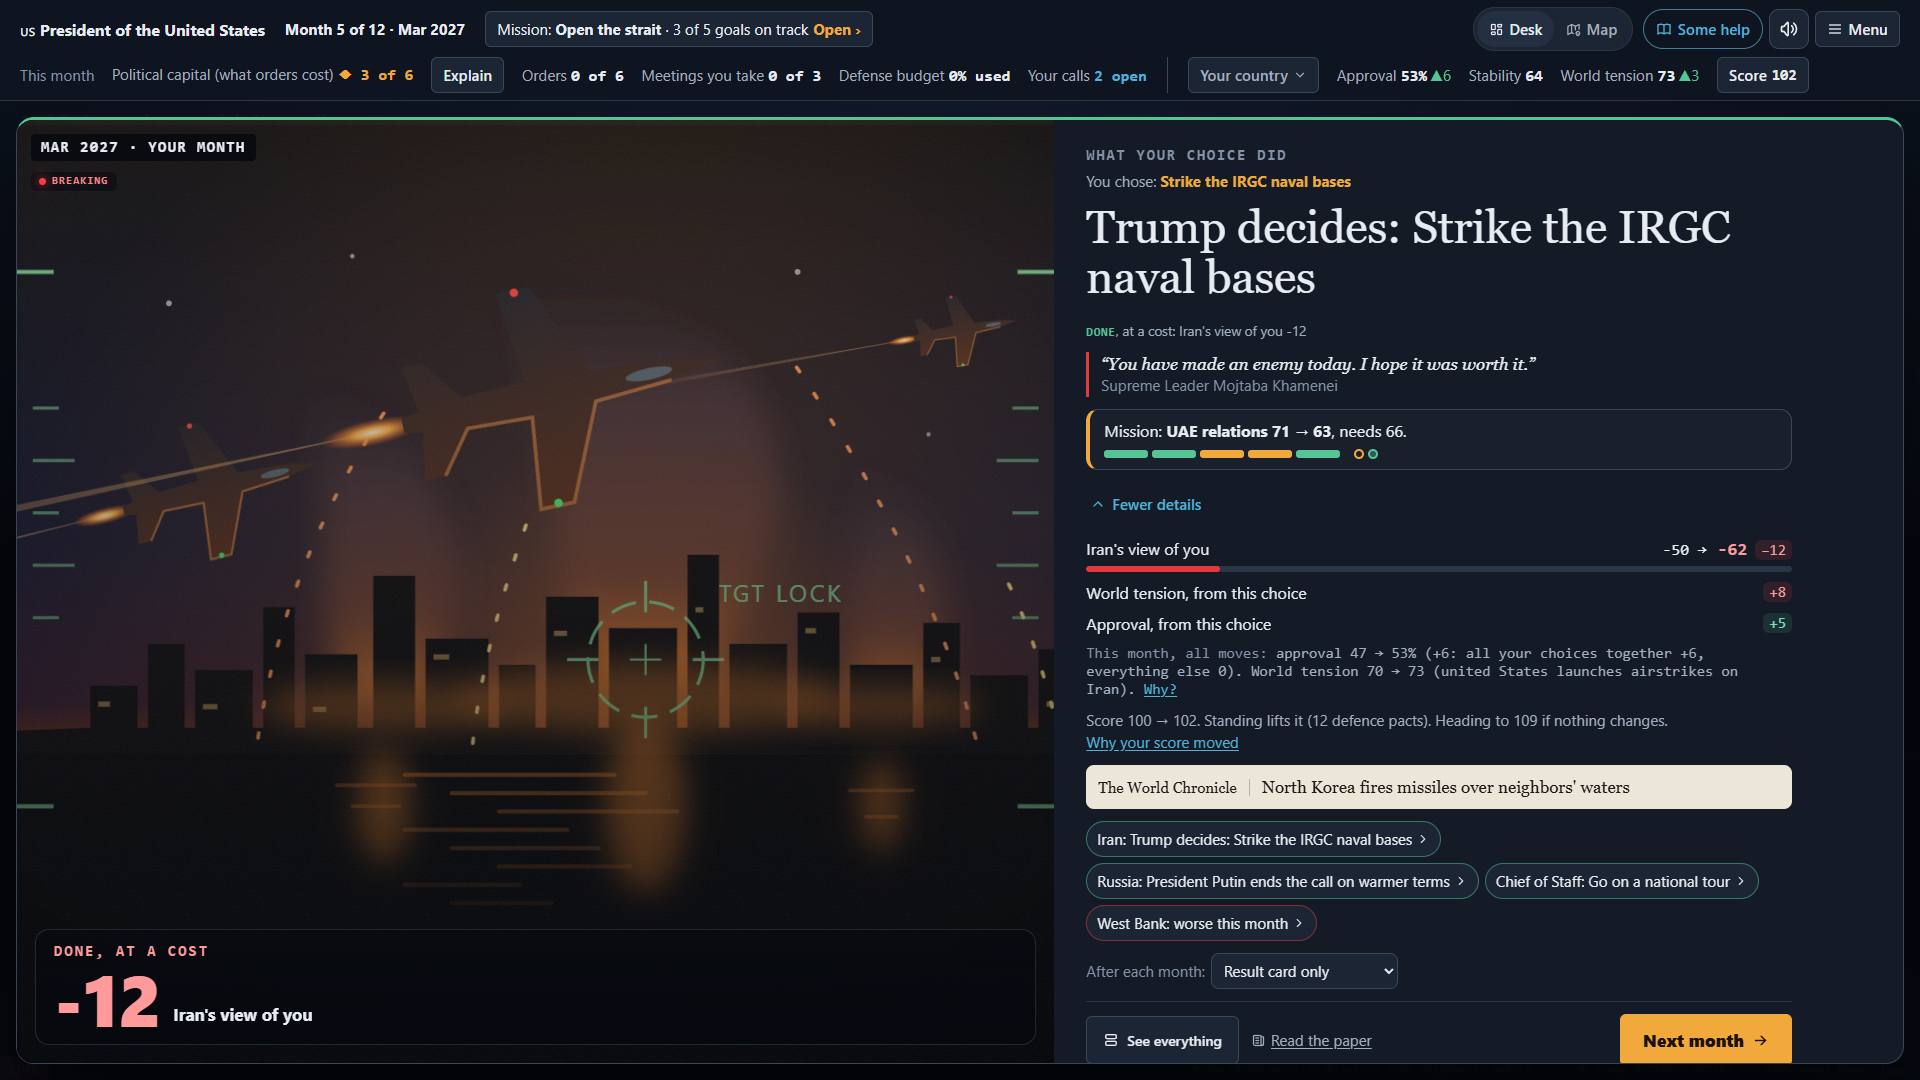 US President of the United States Month 5 of 12 · Mar 2027 Mission: Open the strait · 3 of 5 goals on track Open › Desk Map Some help Menu
This month Political capital (what orders cost) 3 of 6 Explain Orders 0 of 6 Meetings you take 0 of 3 Defense budget 0% used Your calls 2 open Your country Approval 53% ▲6 Stability 64 World tension 73 ▲3 Score 102
MAR 2027 · YOUR MONTH
BREAKING
TGT LOCK
DONE, AT A COST
-12 Iran's view of you
WHAT YOUR CHOICE DID
You chose: Strike the IRGC naval bases
Trump decides: Strike the IRGC
naval bases
DONE, at a cost: Iran's view of you -12
“You have made an enemy today. I hope it was worth it.”
Supreme Leader Mojtaba Khamenei
Mission: UAE relations 71 → 63, needs 66.
Fewer details
Iran's view of you -50 → -62 −12
World tension, from this choice +8
Approval, from this choice +5
This month, all moves: approval 47 → 53% (+6: all your choices together +6,
everything else 0). World tension 70 → 73 (united States launches airstrikes on
Iran). Why?
Score 100 → 102. Standing lifts it (12 defence pacts). Heading to 109 if nothing changes.
Why your score moved
The World Chronicle North Korea fires missiles over neighbors' waters
Iran: Trump decides: Strike the IRGC naval bases ›
Russia: President Putin ends the call on warmer terms › Chief of Staff: Go on a national tour ›
West Bank: worse this month ›
After each month: Result card only
See everything Read the paper Next month →